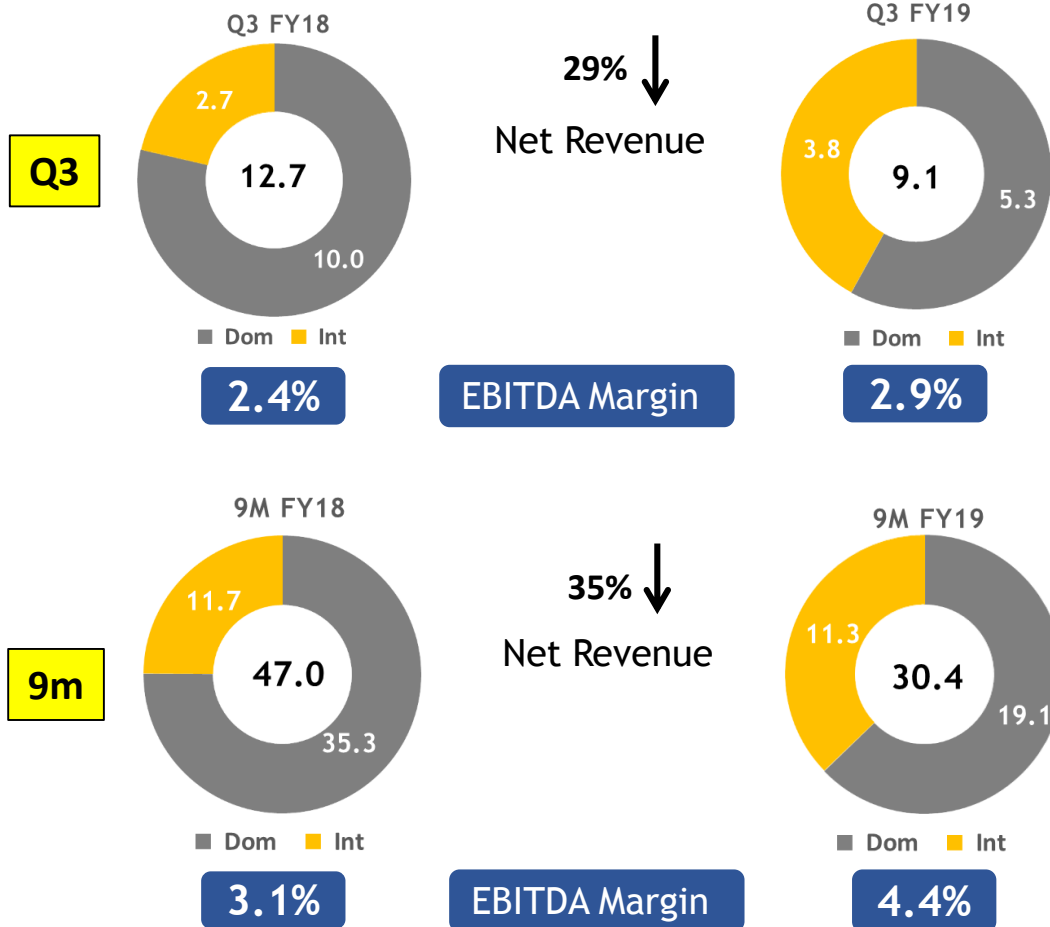 Q3 FY18
Q3 FY19
29%
Net Revenue
Q3
2.7
12.7
10.0
3.8
9.1
5.3
Dom Int
Dom Int
2.4%
EBITDA Margin
2.9%
9M FY18
9M FY19
35%
Net Revenue
9m
11.7
47.0
35.3
11.3
30.4
19.1
Dom Int
Dom Int
3.1%
EBITDA Margin
4.4%